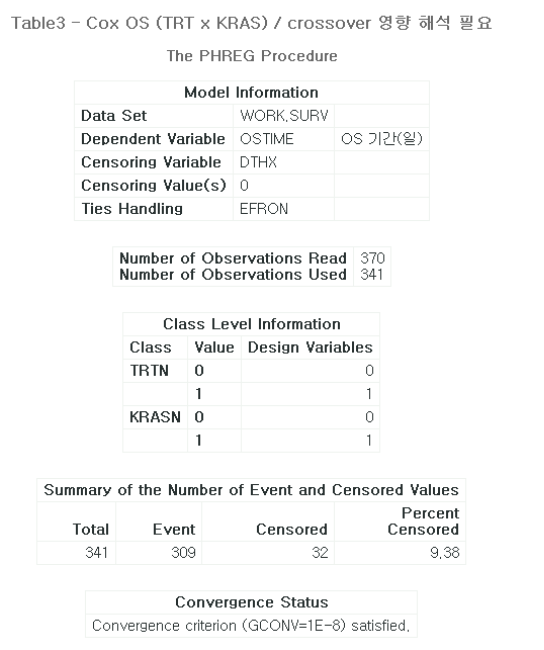 Table3 - Cox OS (TRT x KRAS) / crossover 영향 해석 필요
The PHREG Procedure
Model Information
Data Set WORK.SURV
Dependent Variable OSTIME OS 기간(일)
Censoring Variable DTHX
Censoring Value(s) 0
Ties Handling EFRON
Number of Observations Read 370
Number of Observations Used 341
Class Level Information
Class Value Design Variables
TRTN 0 0
1 1
KRASN 0 0
1 1
Summary of the Number of Event and Censored Values
Total Event Censored Percent Censored
341 309 32 9.38
Convergence Status
Convergence criterion (GCONV=1E-8) satisfied.